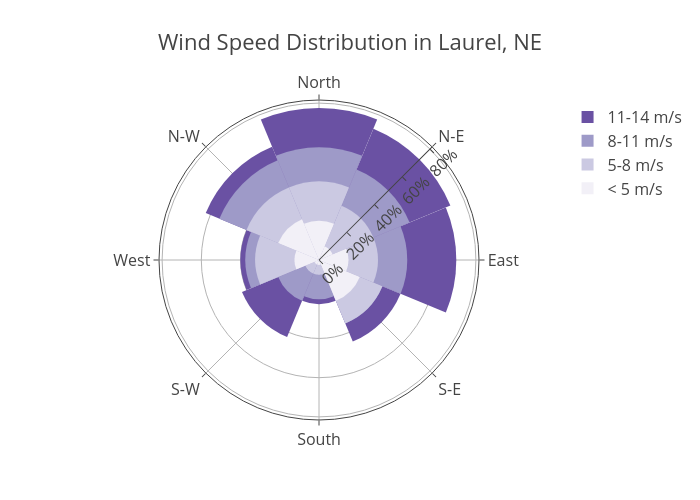 Wind Speed Distribution in Laurel, NE
North
N-W
N-E
11-14 m/s
8-11 m/s
5-8 m/s
< 5 m/s
80%
60%
40%
20%
0%
West
East
S-W
S-E
South